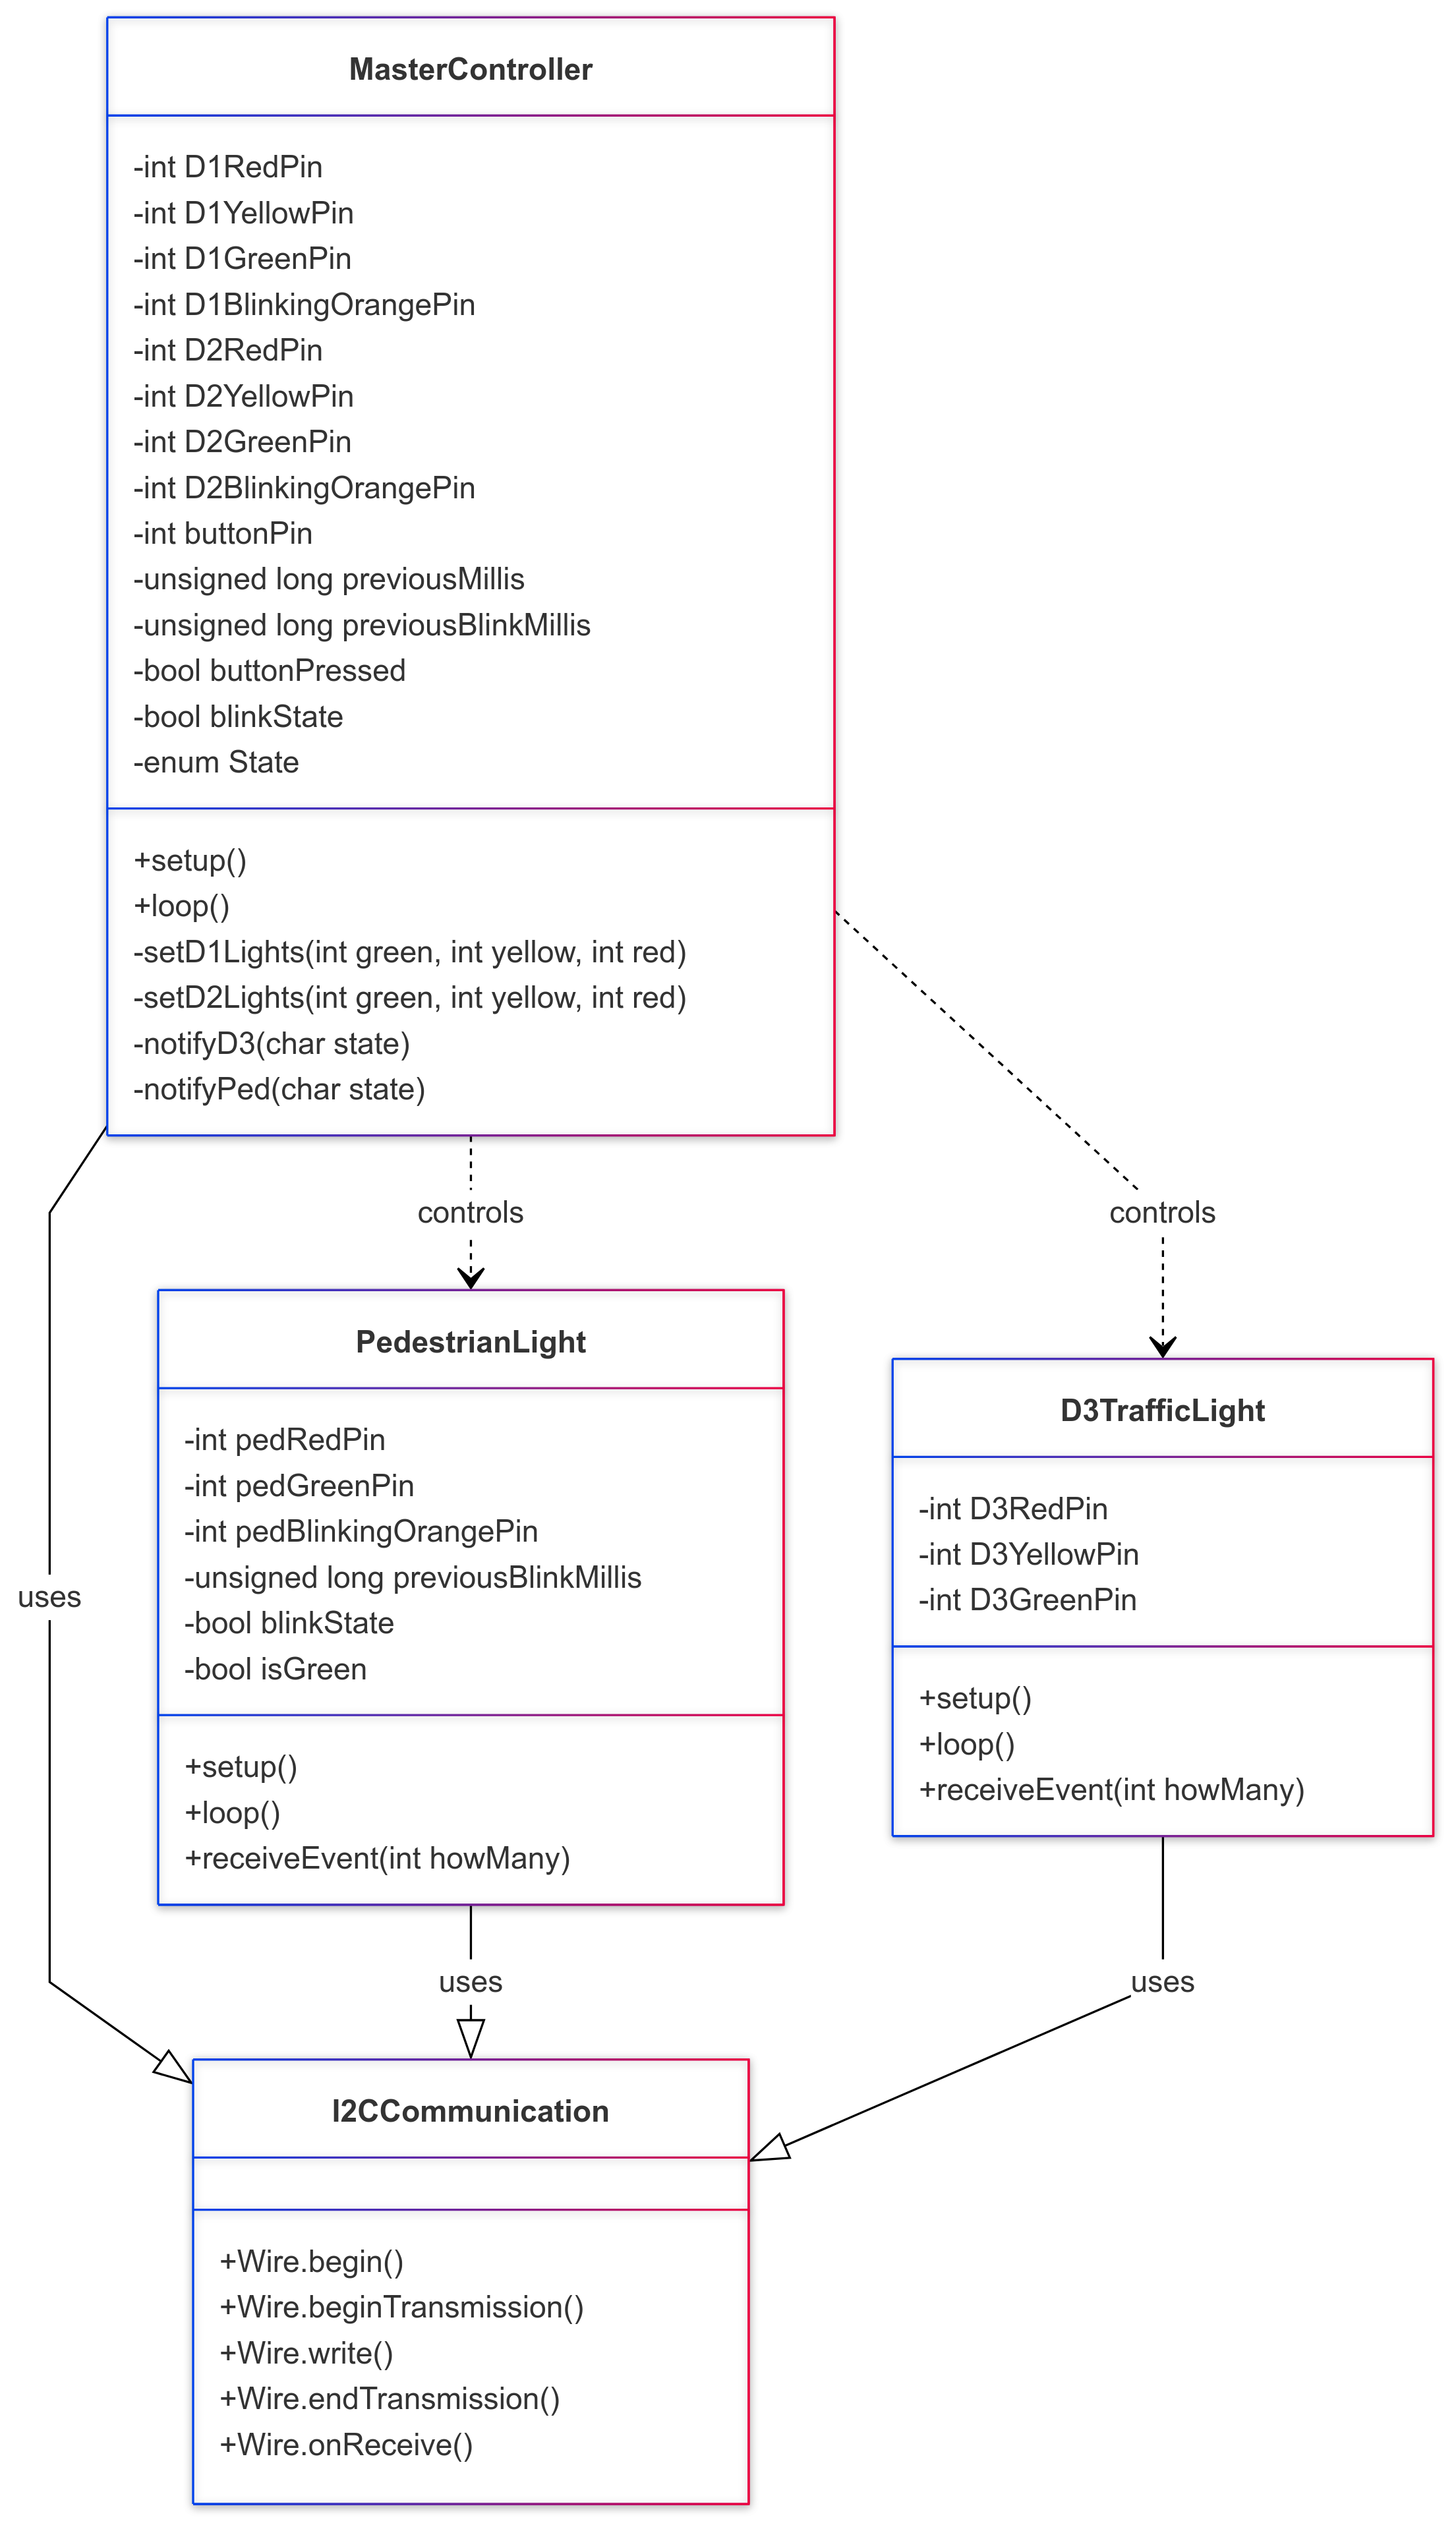 MasterController
-int D1RedPin
-int D1YellowPin
-int D1GreenPin
-int D1BlinkingOrangePin
-int D2RedPin
-int D2YellowPin
-int D2GreenPin
-int D2BlinkingOrangePin
-int buttonPin
-unsigned long previousMillis
-unsigned long previousBlinkMillis
-bool buttonPressed
-bool blinkState
-enum State
+setup()
+loop()
-setD1Lights(int green, int yellow, int red)
-setD2Lights(int green, int yellow, int red)
-notifyD3(char state)
-notifyPed(char state)
controls
controls
PedestrianLight
-int pedRedPin
-int pedGreenPin
-int pedBlinkingOrangePin
-unsigned long previousBlinkMillis
-bool blinkState
-bool isGreen
+setup()
+loop()
+receiveEvent(int howMany)
D3TrafficLight
-int D3RedPin
-int D3YellowPin
-int D3GreenPin
+setup()
+loop()
+receiveEvent(int howMany)
uses
uses
uses
I2CCommunication
+Wire.begin()
+Wire.beginTransmission()
+Wire.write()
+Wire.endTransmission()
+Wire.onReceive()